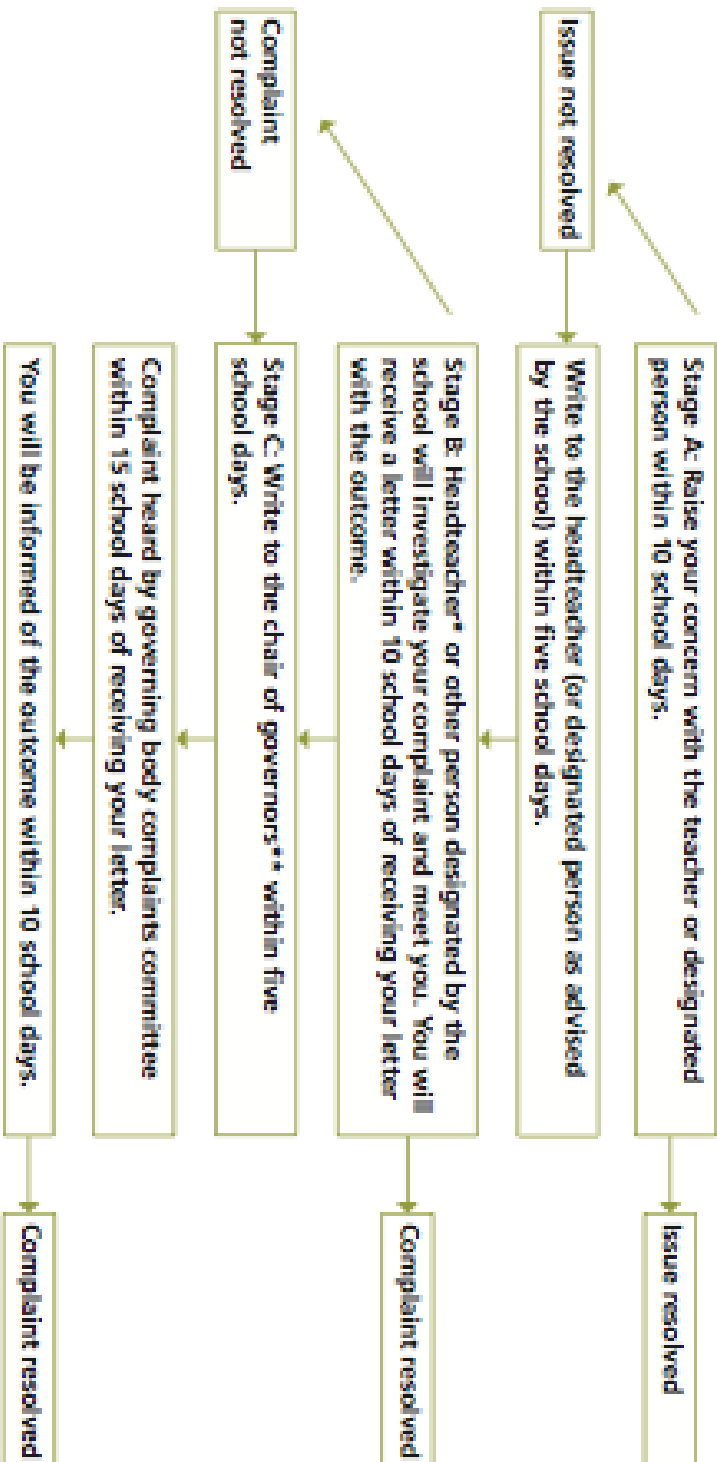 Stage A: Raise your concern with the teacher or designated
person within 10 school days.
Issue resolved
Issue not resolved
Write to the headteacher (or designated person as advised
by the school) within five school days.
Stage B: Headteacher* or other person designated by the
school will investigate your complaint and meet you. You will
receive a letter within 10 school days of receiving your letter
with the outcome.
Complaint resolved
Complaint
not resolved
Stage C: Write to the chair of governors** within five
school days.
Complaint heard by governing body complaints committee
within 15 school days of receiving your letter.
You will be informed of the outcome within 10 school days.
Complaint resolved